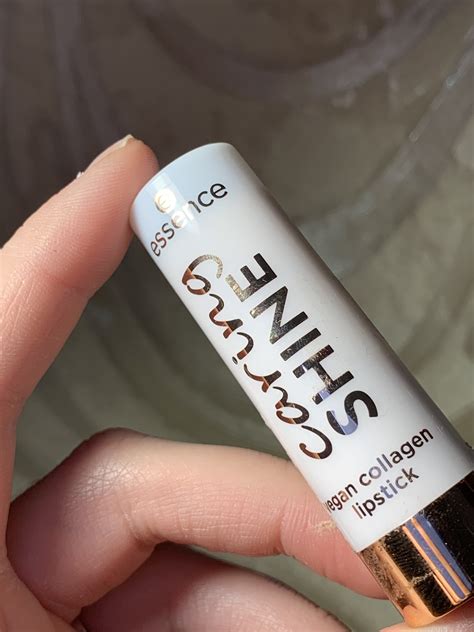 essence
caring
SHINE
vegan collagen
lipstick